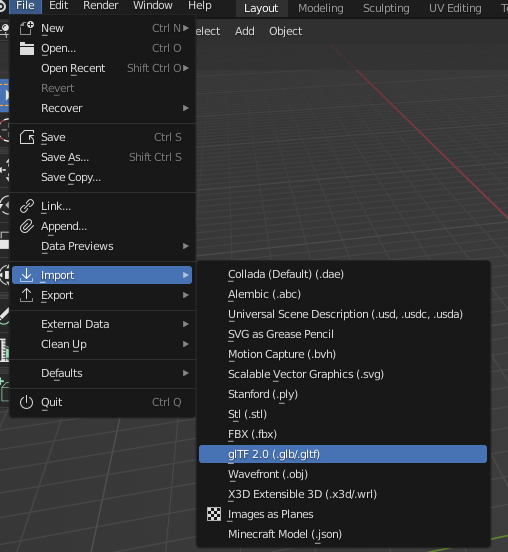 File Edit Render Window Help Layout Modeling Sculpting UV Editing
New Ctrl N
elect Add Object
Open... Ctrl O
Open Recent Shift Ctrl O
Revert
Recover
Save Ctrl S
Save As... Shift Ctrl S
Save Copy...
Link...
Append...
Data Previews
Import
Export
External Data
Clean Up
Defaults
Quit Ctrl Q
Collada (Default) (.dae)
Alembic (.abc)
Universal Scene Description (.usd, .usdc, .usda)
SVG as Grease Pencil
Motion Capture (.bvh)
Scalable Vector Graphics (.svg)
Stanford (.ply)
Stl (.stl)
FBX (.fbx)
glTF 2.0 (.glb/.gltf)
Wavefront (.obj)
X3D Extensible 3D (.x3d/.wrl)
Images as Planes
Minecraft Model (.json)